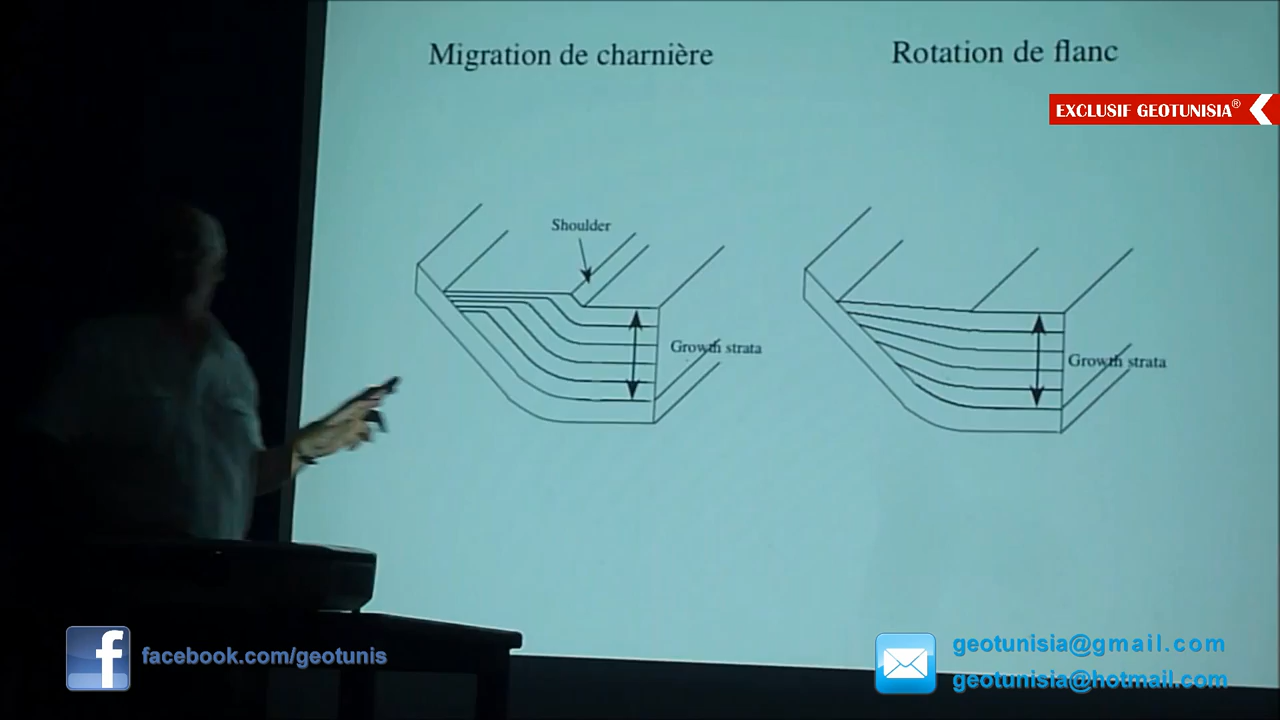 Migration de charnière
Rotation de flanc
EXCLUSIF GEOTUNISIA®
Shoulder
Growth strata
Growth strata
facebook.com/geotunis
geotunisia@gmail.com
geotunisia@hotmail.com